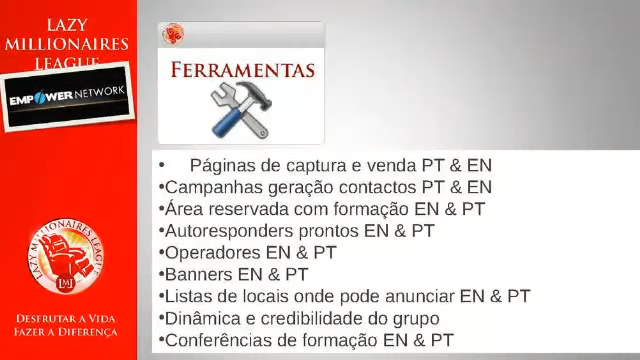 LAZY
MILLIONAIRES
LEAGUE
EMPOWER NETWORK
FERRAMENTAS
• Páginas de captura e venda PT & EN
•Campanhas geração contactos PT & EN
•Área reservada com formação EN & PT
•Autoresponders prontos EN & PT
•Operadores EN & PT
•Banners EN & PT
•Listas de locais onde pode anunciar EN & PT
•Dinâmica e credibilidade do grupo
•Conferências de formação EN & PT
LAZY MILLIONAIRES LEAGUE
LML
DESFRUTAR A VIDA
FAZER A DIFERENÇA